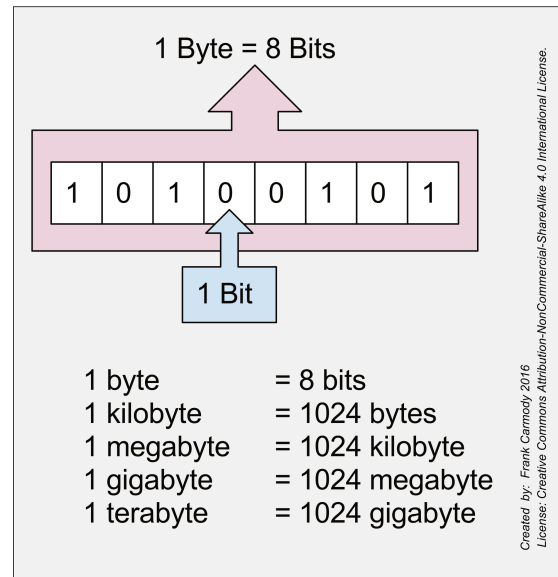 1 Byte = 8 Bits
1 0 1 0 0 1 0 1
1 Bit
1 byte = 8 bits
1 kilobyte = 1024 bytes
1 megabyte = 1024 kilobyte
1 gigabyte = 1024 megabyte
1 terabyte = 1024 gigabyte
Created by: Frank Carmody 2016
License: Creative Commons Attribution-NonCommercial-ShareAlike 4.0 International License.